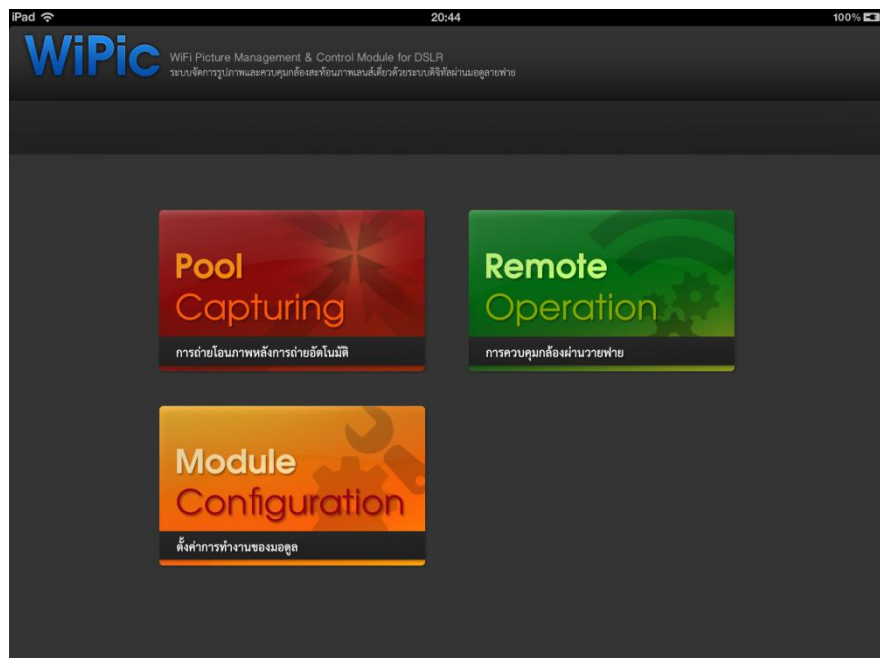 iPad 20:44 100%
WiPic
WiFi Picture Management & Control Module for DSLR
ระบบจัดการรูปภาพและควบคุมกล้องสะท้อนภาพเลนส์เดี่ยวด้วยระบบดิจิทัลผ่านมอดูลายฟาย
Pool
Capturing
การถ่ายโอนภาพหลังการถ่ายอัตโนมัติ
Remote
Operation
การควบคุมกล้องผ่านวายฟาย
Module
Configuration
ตั้งค่าการทำงานของมอดูล